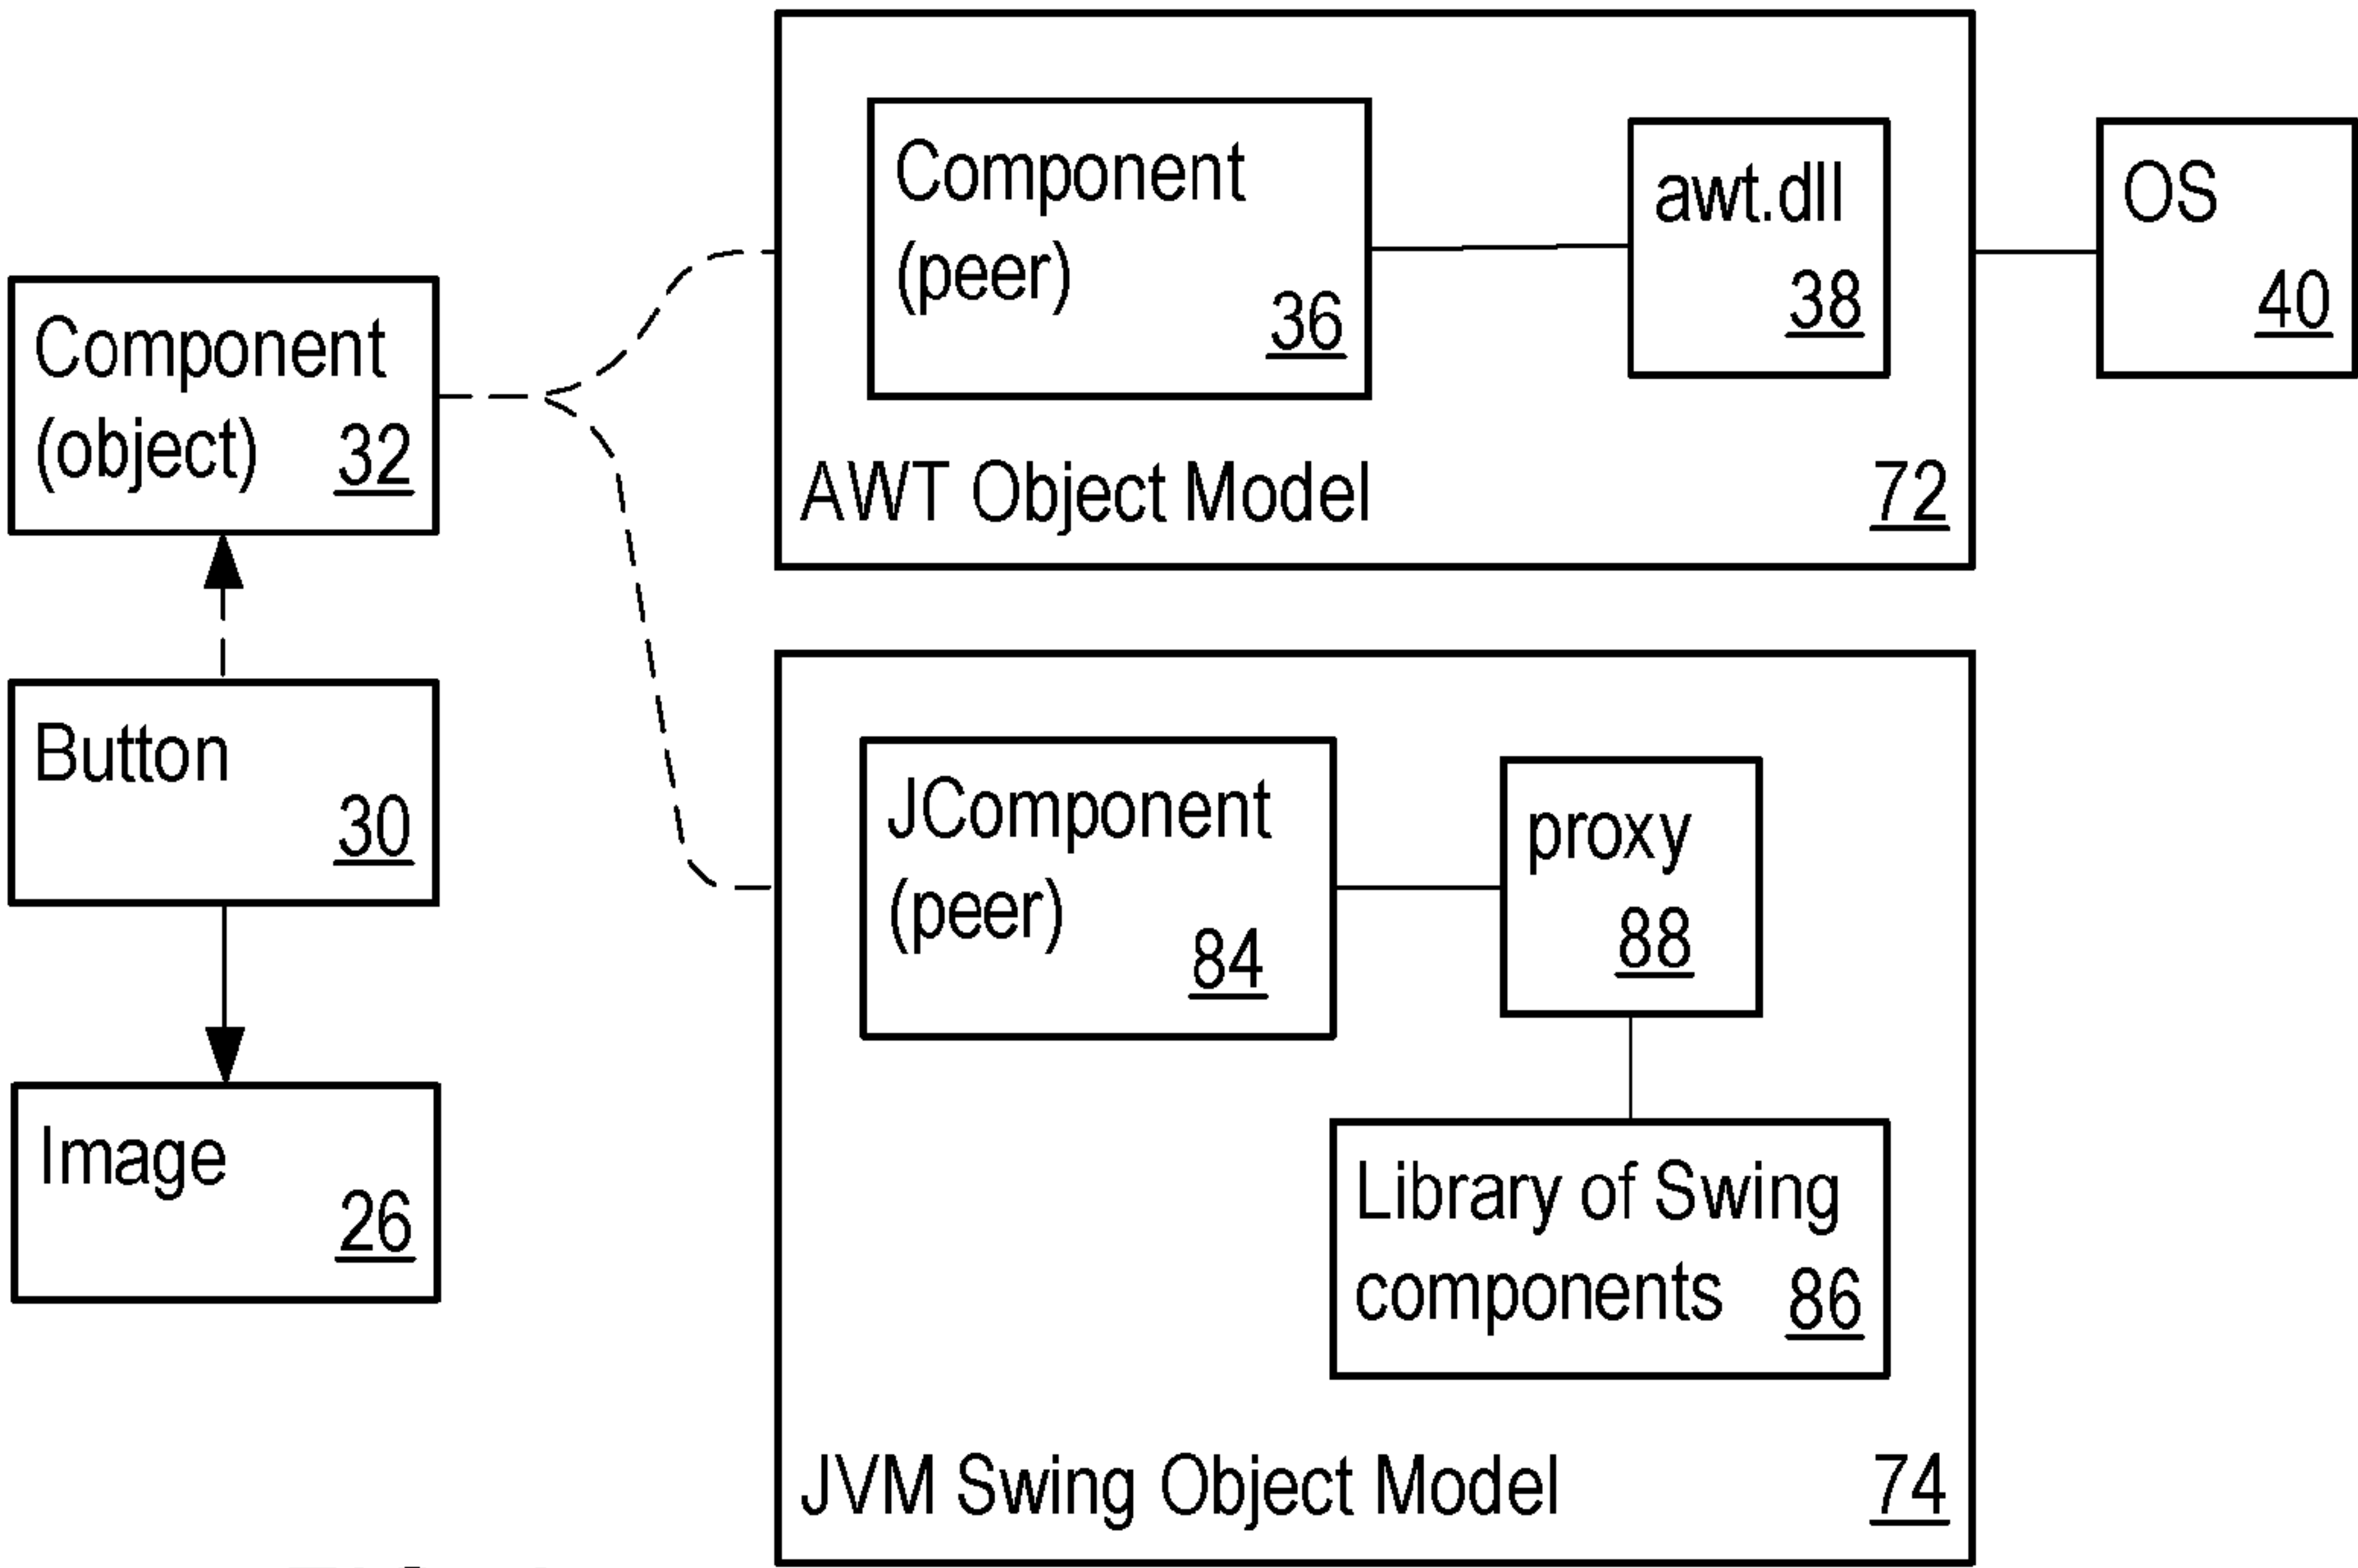 Component
(object) 32
Button
30
Image
26
Component
(peer)
36
awt.dll
38
AWT Object Model 72
OS
40
JComponent
(peer)
84
proxy
88
Library of Swing
components 86
JVM Swing Object Model 74